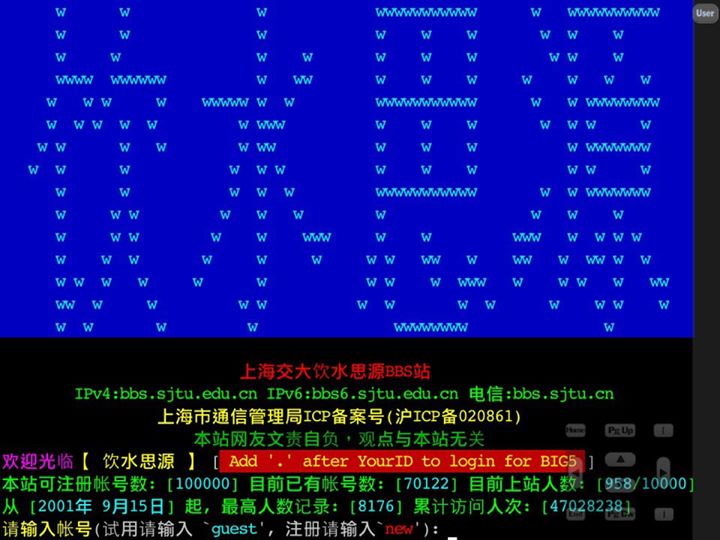 User
饮水思源
上海交大饮水思源BBS站
IPv4:bbs.sjtu.edu.cn IPv6:bbs6.sjtu.edu.cn 电信:bbs.sjtu.cn
上海市通信管理局ICP备案号(沪ICP备020861)
本站网友文责自负，观点与本站无关
欢迎光临【 饮水思源 】 [ Add '.' after YourID to login for BIG5 ]
本站可注册帐号数: [100000] 目前已有帐号数: [70122] 目前上站人数: [958/10000]
从 [2001年 9月15日] 起, 最高人数记录: [8176] 累计访问人次: [47028238]
请输入帐号(试用请输入 `guest', 注册请输入`new'):
Home Pg Up [
End Pg Dn [